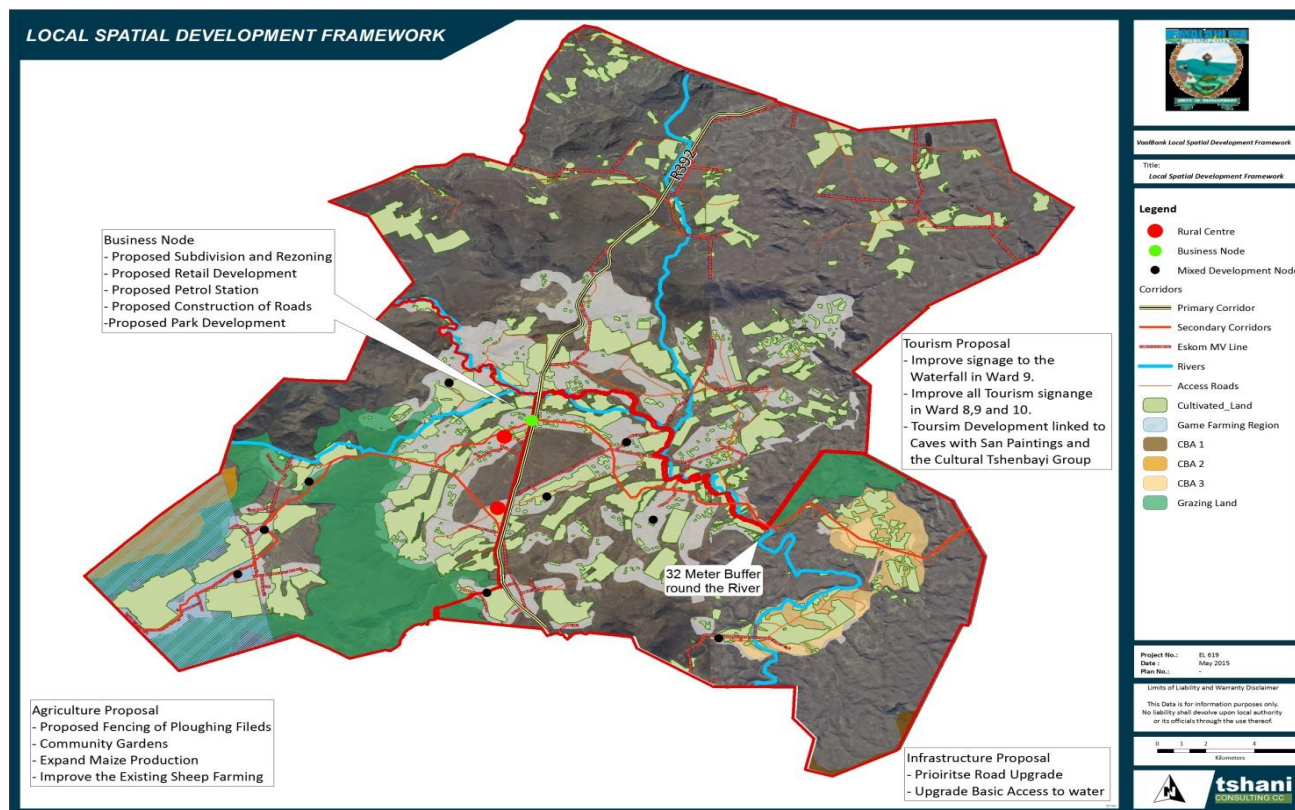 LOCAL SPATIAL DEVELOPMENT FRAMEWORK
R392
Business Node
- Proposed Subdivision and Rezoning
- Proposed Retail Development
- Proposed Petrol Station
- Proposed Construction of Roads
-Proposed Park Development
Tourism Proposal
- Improve signage to the
Waterfall in Ward 9.
- Improve all Tourism signange
in Ward 8,9 and 10.
- Toursim Development linked to
Caves with San Paintings and
the Cultural Tshenbayi Group
32 Meter Buffer
round the River
Agriculture Proposal
- Proposed Fencing of Ploughing Fileds
- Community Gardens
- Expand Maize Production
- Improve the Existing Sheep Farming
Infrastructure Proposal
- Prioiritse Road Upgrade
- Upgrade Basic Access to water
VaalBank Local Spatial Development Framework
Title:
Local Spatial Development Framework
Legend
Rural Centre
Business Node
Mixed Development Node
Corridors
Primary Corridor
Secondary Corridors
Eskom MV Line
Rivers
Access Roads
Cultivated_Land
Game Farming Region
CBA 1
CBA 2
CBA 3
Grazing Land
Project No.: EL 619
Date : May 2015
Plan No.: -
Limits of Liability and Warranty Disclaimer
This Data is for information purposes only.
No liability shall devolve upon local authority
or its officials through the use thereof.
0 1 2 4
Kilometers
N
tshani
CONSULTING CC